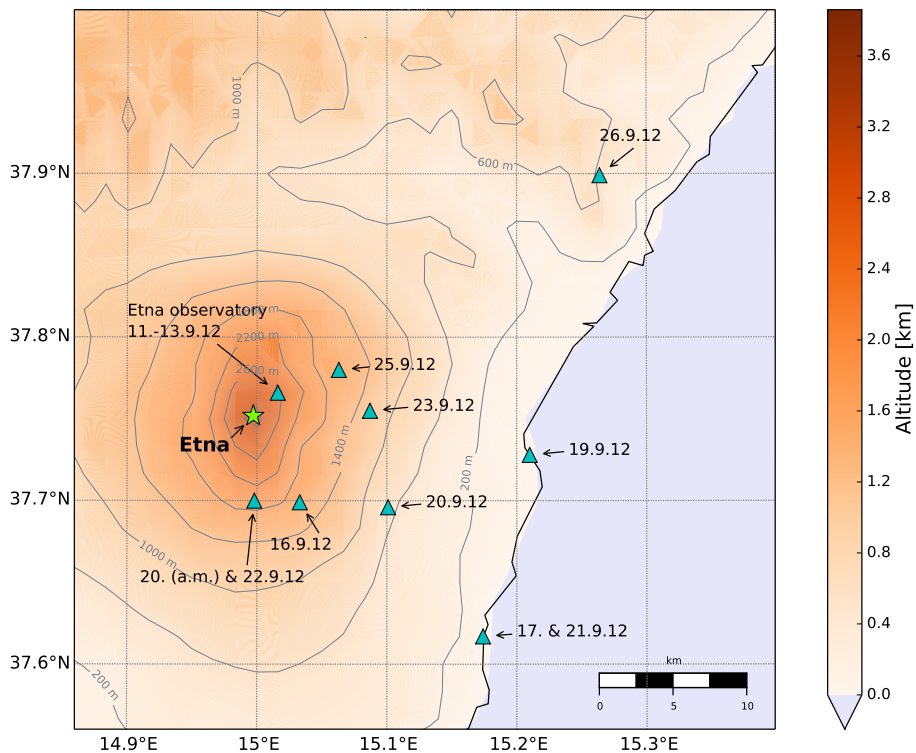 1000 m
3.6
3.2
26.9.12
600 m
37.9°N
2.8
2.4
Etna observatory
11.-13.9.12
2200 m
37.8°N
2.0
2600 m
25.9.12
Altitude [km]
23.9.12
1.6
Etna
1400 m
19.9.12
200 m
37.7°N
20.9.12
1.2
16.9.12
1000 m
20. (a.m.) & 22.9.12
0.8
17. & 21.9.12
0.4
37.6°N
km
200 m
0 5 10
0.0
14.9°E 15°E 15.1°E 15.2°E 15.3°E